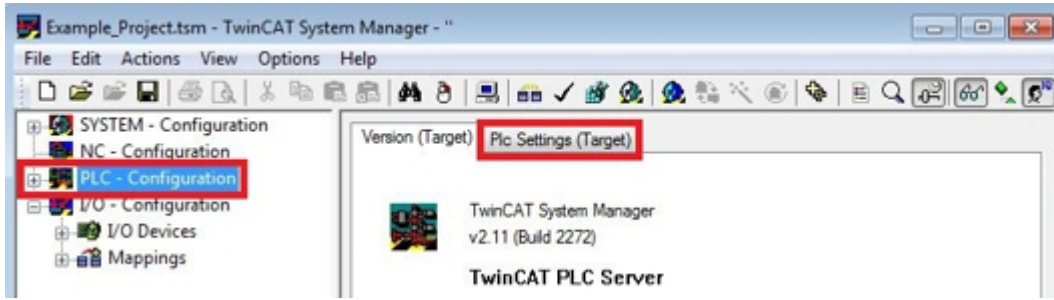 Example_Project.tsm - TwinCAT System Manager - "
File Edit Actions View Options Help
SYSTEM - Configuration
NC - Configuration
PLC - Configuration
I/O - Configuration
I/O Devices
Mappings
Version (Target) Plc Settings (Target)
TwinCAT System Manager
v2.11 (Build 2272)
TwinCAT PLC Server